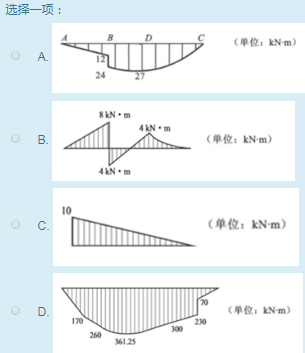 选择一项：
A.
A B D C
12
24 27
（单位：kN·m）
B.
8 kN·m
4 kN·m
4 kN·m
（单位：kN·m）
C.
10
（单位：kN·m）
D.
170
260
361.25
300
230
70
（单位：kN·m）